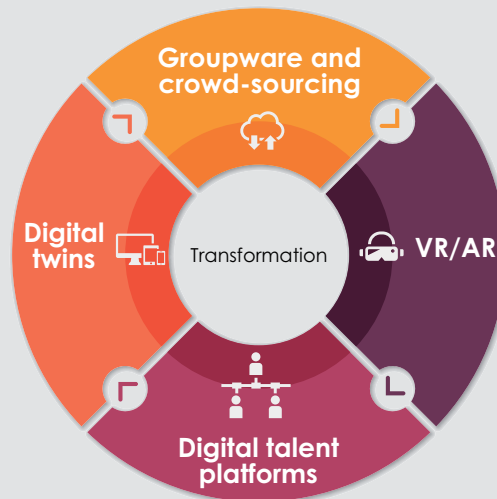 Groupware and
crowd-sourcing
Digital
twins
Transformation
VR/AR
Digital talent
platforms